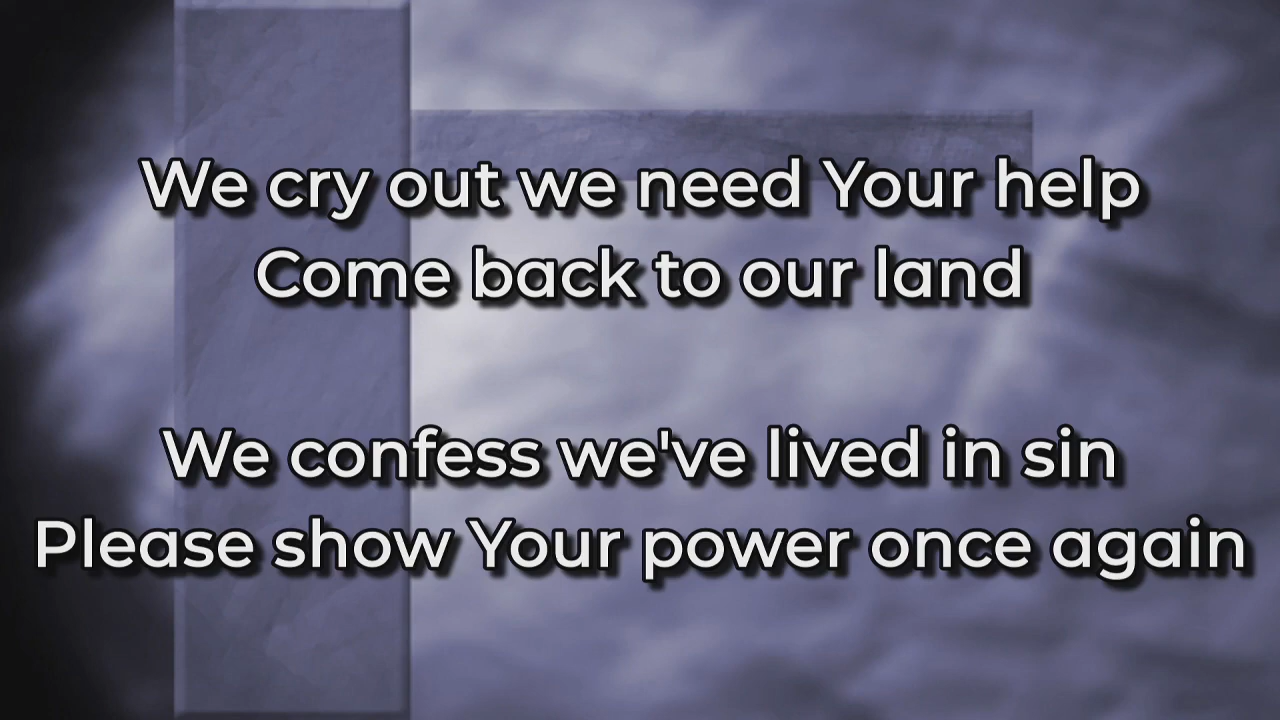 We cry out we need Your help
Come back to our land
We confess we've lived in sin
Please show Your power once again